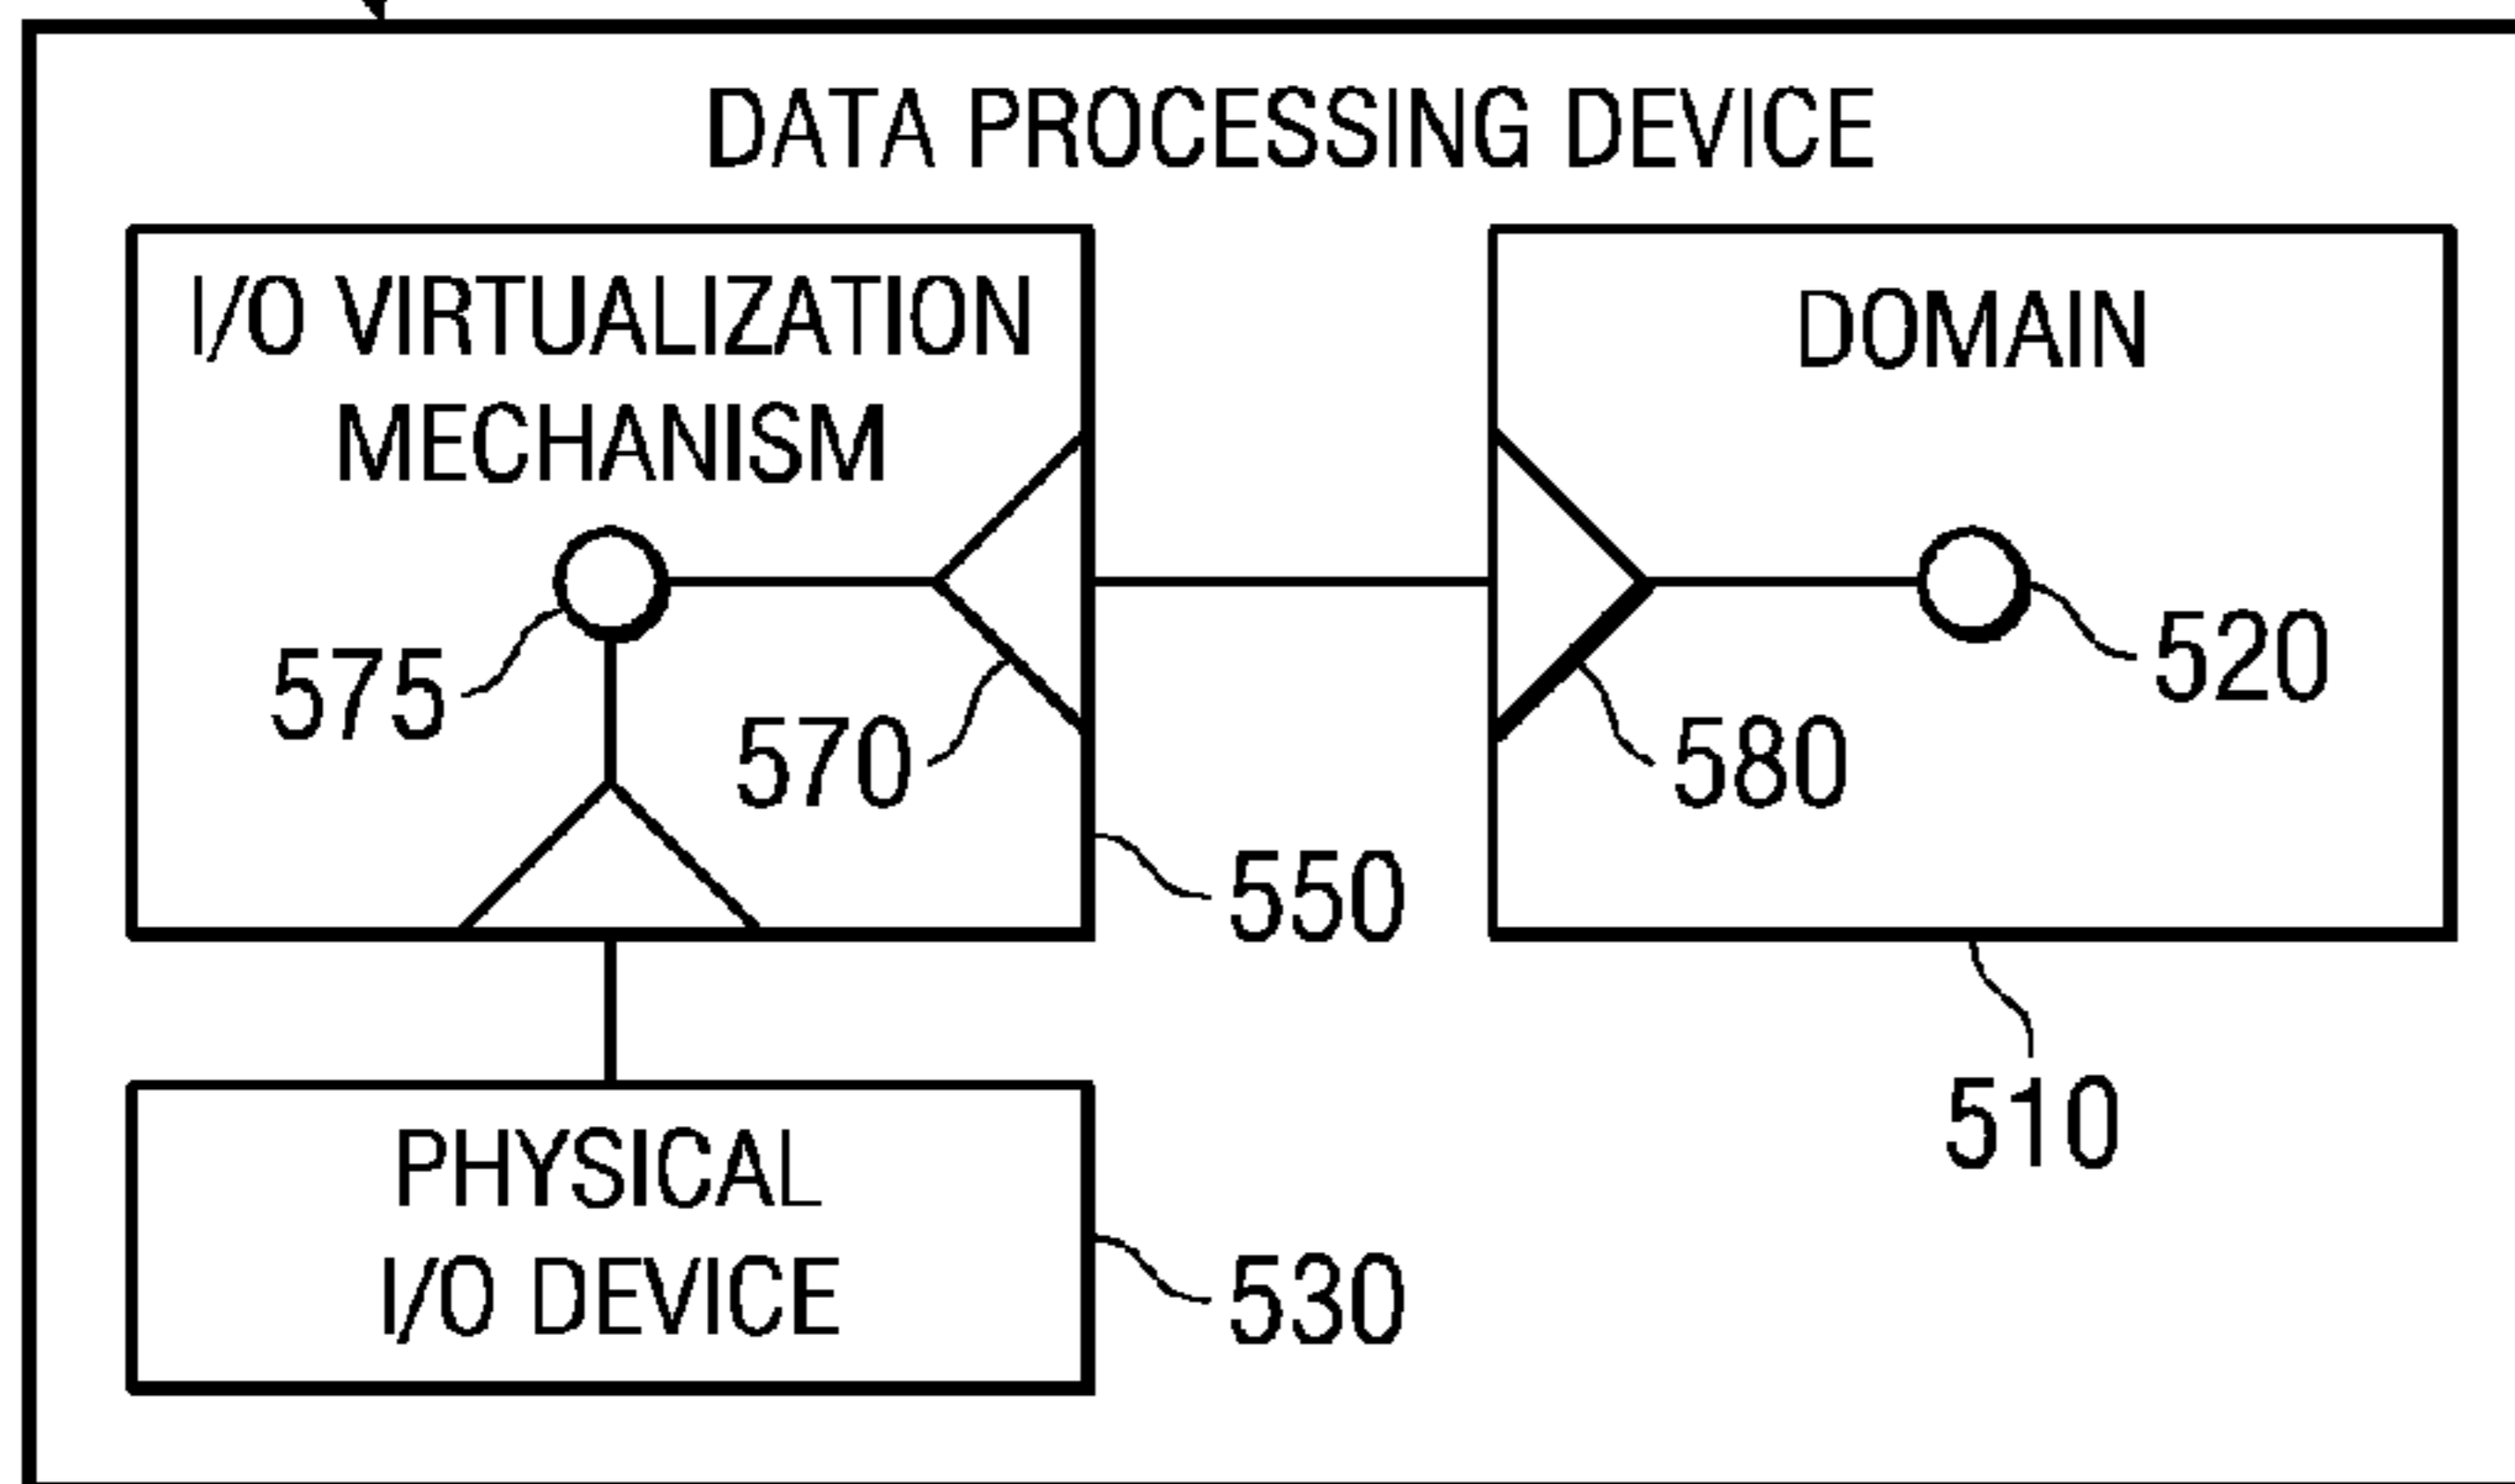 DATA PROCESSING DEVICE
I/O VIRTUALIZATION
MECHANISM
DOMAIN
575
570
520
580
550
510
PHYSICAL
I/O DEVICE
530